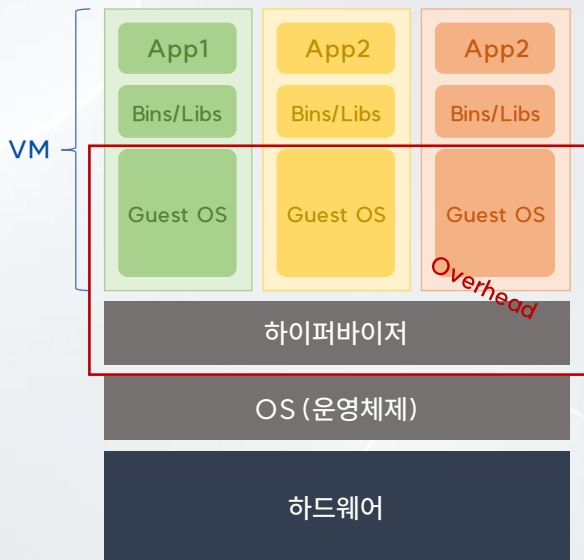 App1
App2
App2
Bins/Libs
Bins/Libs
Bins/Libs
VM
Guest OS
Guest OS
Guest OS
Overhead
하이퍼바이저
OS (운영체제)
하드웨어